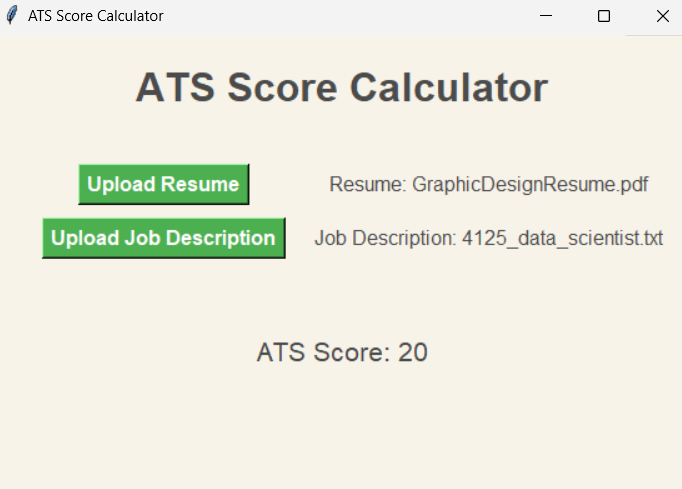 ATS Score Calculator
ATS Score Calculator
Upload Resume Resume: GraphicDesignResume.pdf
Upload Job Description Job Description: 4125_data_scientist.txt
ATS Score: 20